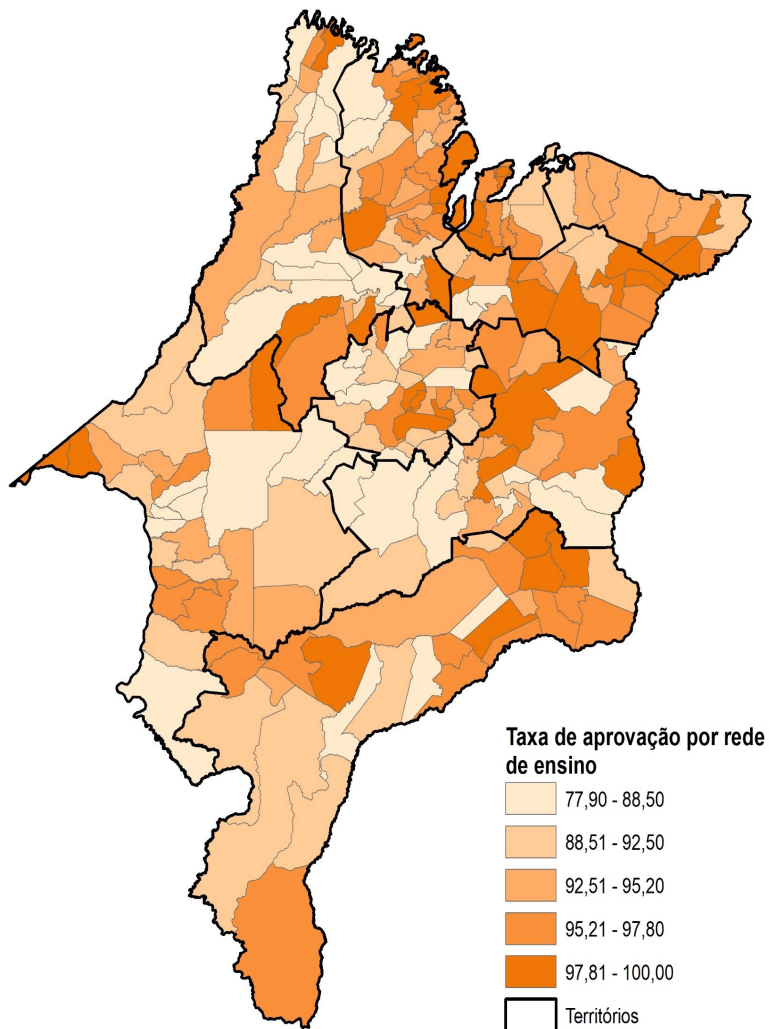 Taxa de aprovação por rede
de ensino
77,90 - 88,50
88,51 - 92,50
92,51 - 95,20
95,21 - 97,80
97,81 - 100,00
Territórios